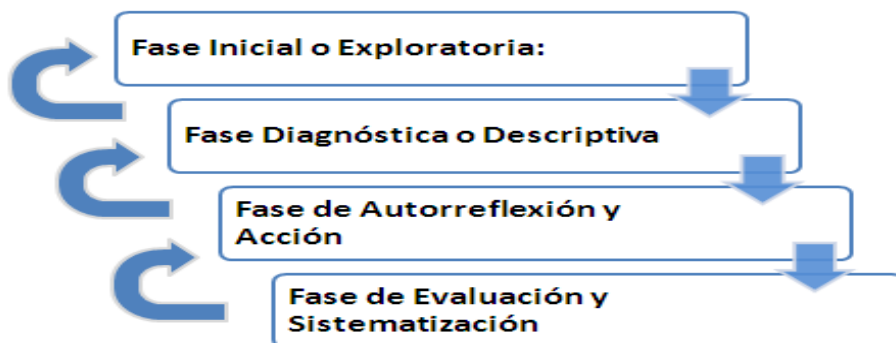 Fase Inicial o Exploratoria:
Fase Diagnóstica o Descriptiva
Fase de Autorreflexión y
Acción
Fase de Evaluación y
Sistematización